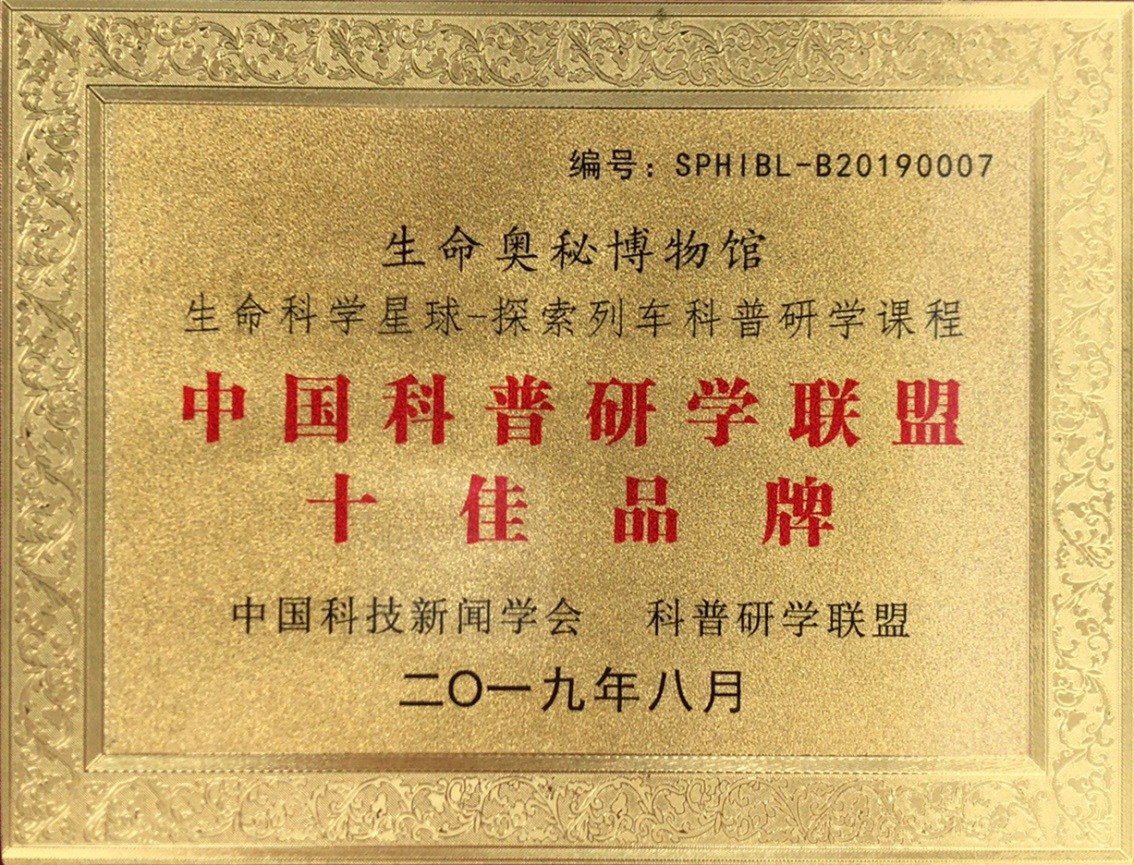 编号：SPHIBL-B20190007
生命奥秘博物馆
生命科学星球-探索列车科普研学课程
中国科普研学联盟
十佳品牌
中国科技新闻学会 科普研学联盟
二〇一九年八月